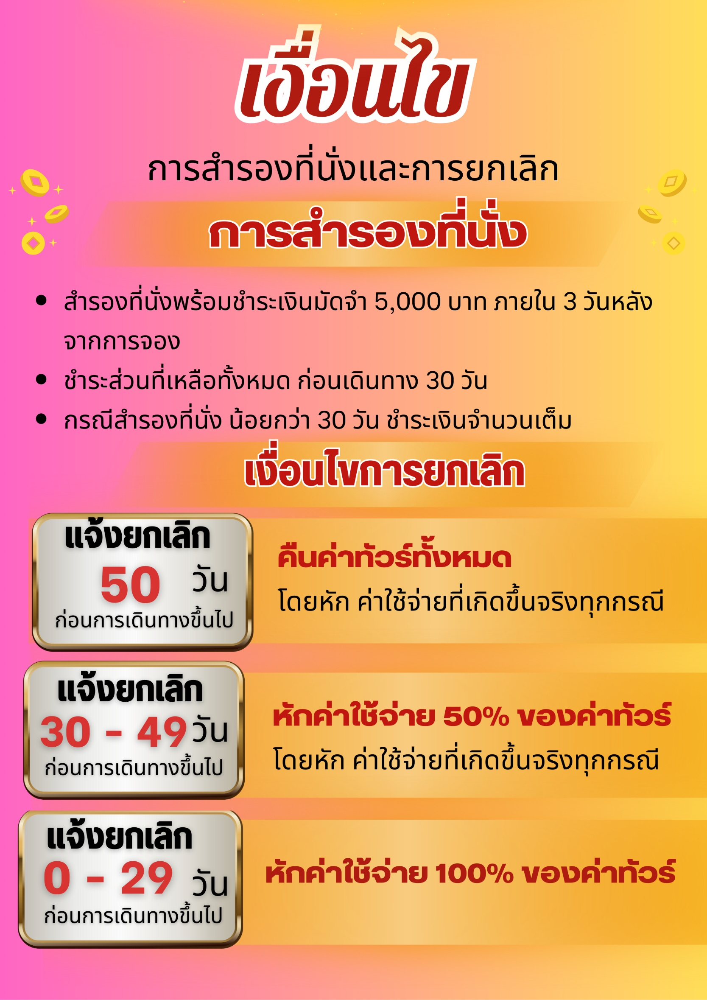 เงื่อนไข
การสำรองที่นั่งและการยกเลิก
การสำรองที่นั่ง
• สำรองที่นั่งพร้อมชำระเงินมัดจำ 5,000 บาท ภายใน 3 วันหลัง
จากการจอง
• ชำระส่วนที่เหลือทั้งหมด ก่อนเดินทาง 30 วัน
• กรณีสำรองที่นั่ง น้อยกว่า 30 วัน ชำระเงินจำนวนเต็ม
เงื่อนไขการยกเลิก
แจ้งยกเลิก
50 วัน
ก่อนการเดินทางขึ้นไป
คืนค่าทัวร์ทั้งหมด
โดยหัก ค่าใช้จ่ายที่เกิดขึ้นจริงทุกกรณี
แจ้งยกเลิก
30 - 49 วัน
ก่อนการเดินทางขึ้นไป
หักค่าใช้จ่าย 50% ของค่าทัวร์
โดยหัก ค่าใช้จ่ายที่เกิดขึ้นจริงทุกกรณี
แจ้งยกเลิก
0 - 29 วัน
ก่อนการเดินทางขึ้นไป
หักค่าใช้จ่าย 100% ของค่าทัวร์